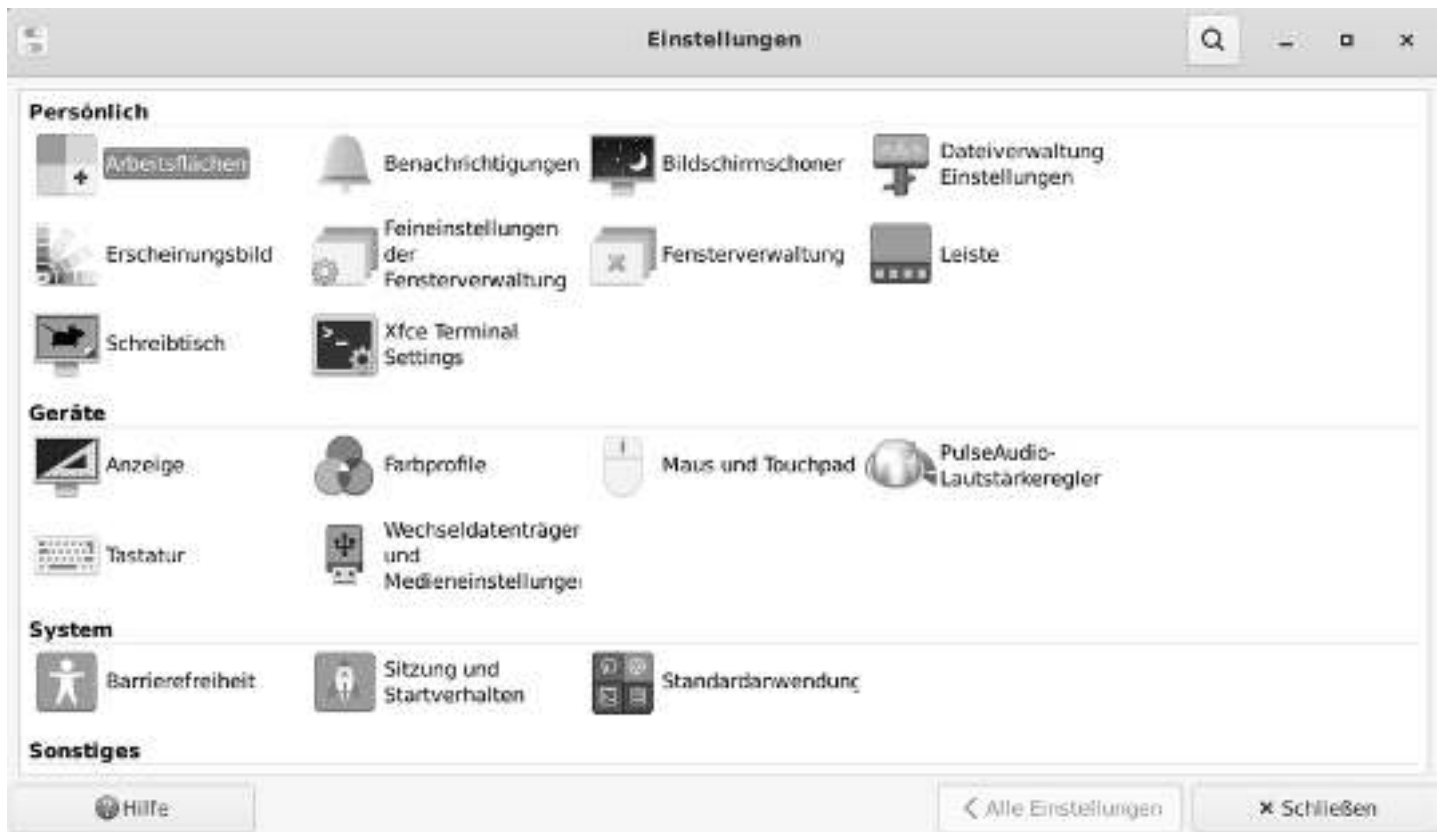 Einstellungen
Persönlich
Arbeitsflächen
Benachrichtigungen
Bildschirmschoner
Dateiverwaltung
Einstellungen
Erscheinungsbild
Feineinstellungen
der
Fensterverwaltung
Fensterverwaltung
Leiste
Schreibtisch
Xfce Terminal
Settings
Geräte
Anzeige
Farbprofile
Maus und Touchpad
PulseAudio-
Lautstärkeregler
Tastatur
Wechseldatenträger
und
Medieneinstellunge
System
Barrierefreiheit
Sitzung und
Startverhalten
Standardanwendung
Sonstiges
Hilfe
Alle Einstellungen
Schließen